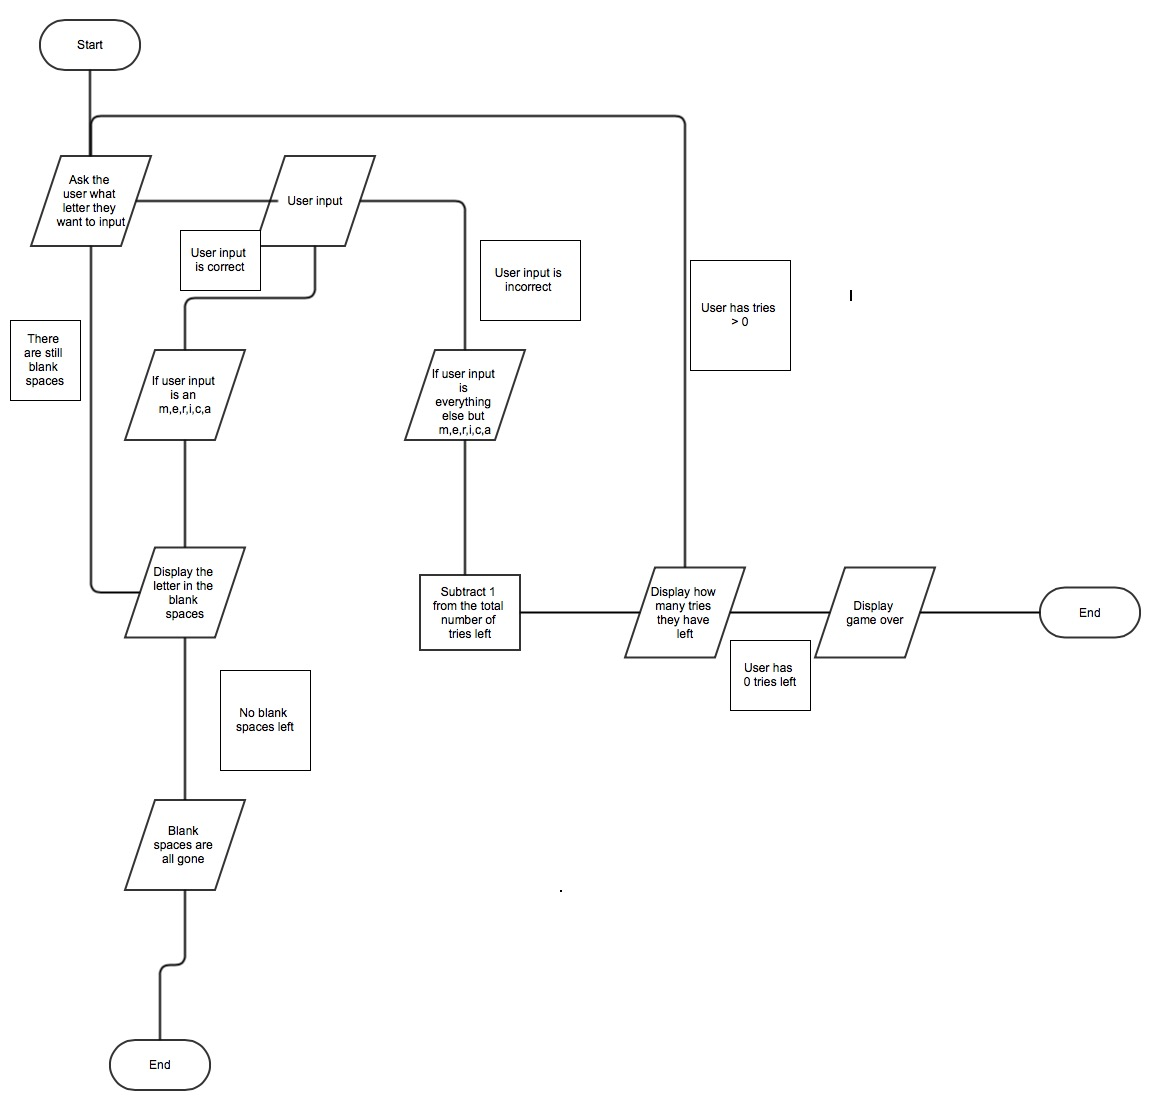 Start
Ask the
user what
letter they
want to input
User input
User input
is correct
User input is
incorrect
User has tries
> 0
There
are still
blank
spaces
If user input
is an
m,e,r,i,c,a
If user input
is
everything
else but
m,e,r,i,c,a
Display the
letter in the
blank
spaces
Subtract 1
from the total
number of
tries left
Display how
many tries
they have
left
Display
game over
End
User has
0 tries left
No blank
spaces left
Blank
spaces are
all gone
End